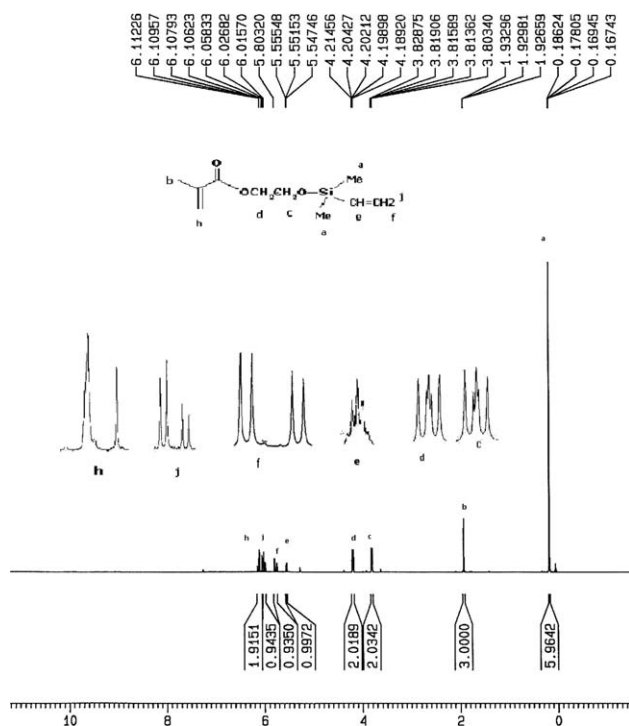 6.11226
6.10957
6.10793
6.10623
6.05833
6.02682
6.01570
5.80320
5.55548
5.55153
5.54746
4.21456
4.20427
4.20212
4.19898
4.18920
3.82875
3.81906
3.81589
3.81362
3.80340
1.93296
1.92981
1.92659
0.18624
0.17805
0.16945
0.16743
O
b
a
Me
OCH2CH2O-Si
j
CH=CH2
h
d
c
Me
e
f
a
a
h
j
f
e
d
C
h j f e d c b
1.9151
0.9435
0.9350
0.9972
2.0189
2.0342
3.0000
5.9642
10 8 6 4 2 0